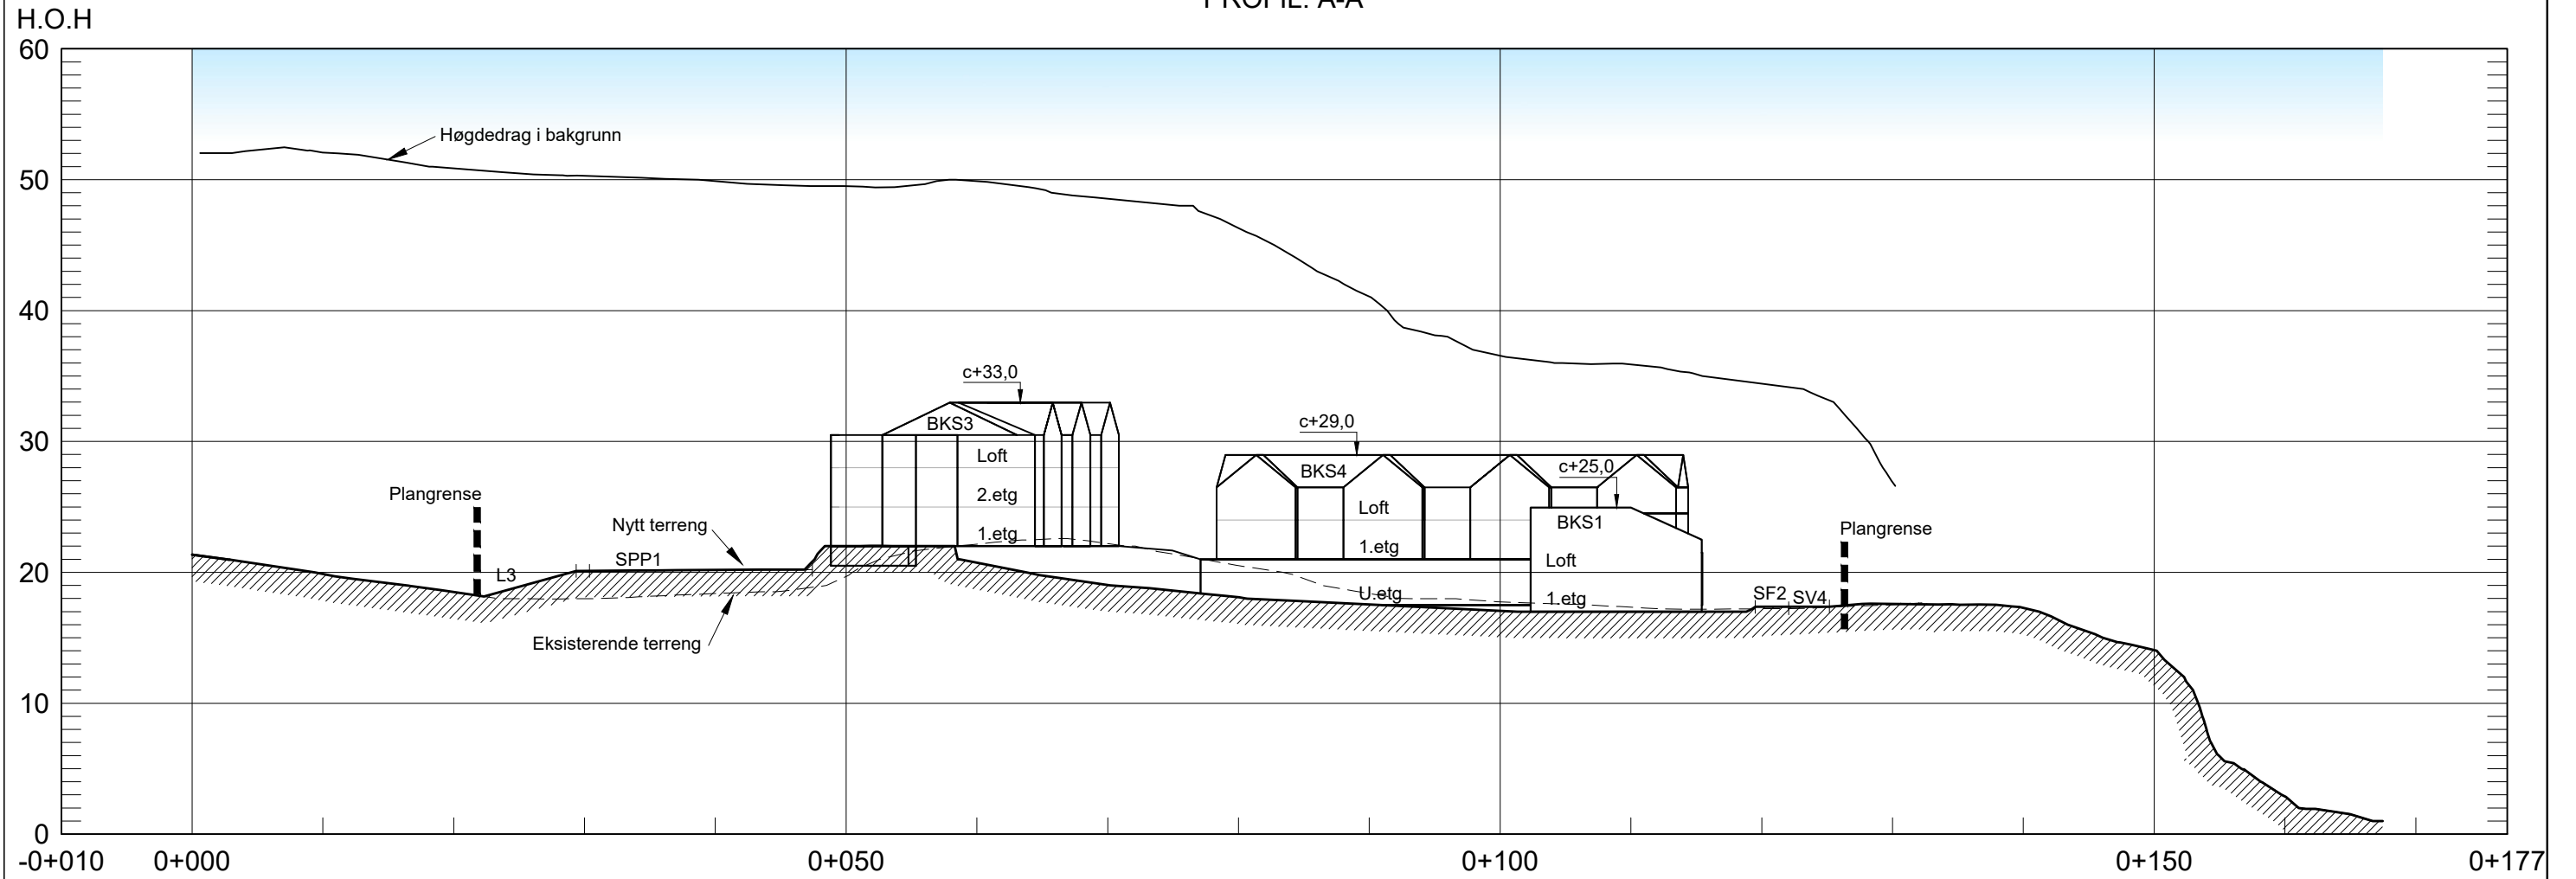 PROFIL: A-A
H.O.H
60
Høgdedrag i bakgrunn
50
40
c+33,0
BKS3
c+29,0
30
Loft
BKS4
c+25,0
Plangrense
2.etg
Loft
BKS1
Nytt terreng
1.etg
Plangrense
SPP1
1.etg
Loft
20
L3
U.etg
1.etg
SF2
SV4
Eksisterende terreng
10
0
-0+010
0+000
0+050
0+100
0+150
0+177